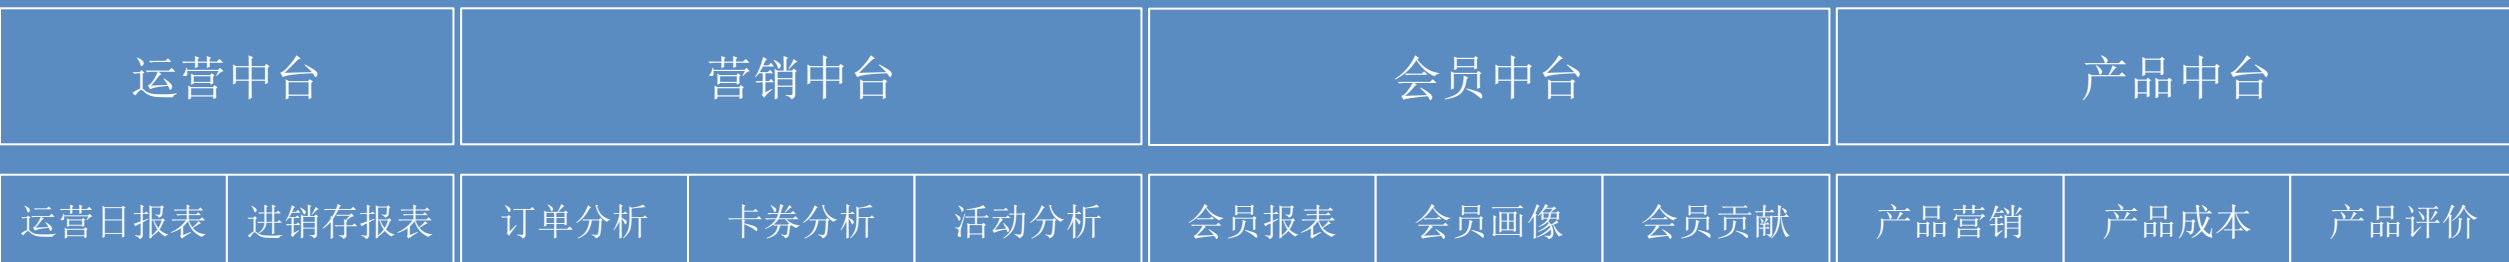 运营中台 营销中台 会员中台 产品中台
运营日报表 进销存报表 订单分析 卡券分析 活动分析 会员报表 会员画像 会员贡献 产品营销 产品成本 产品评价